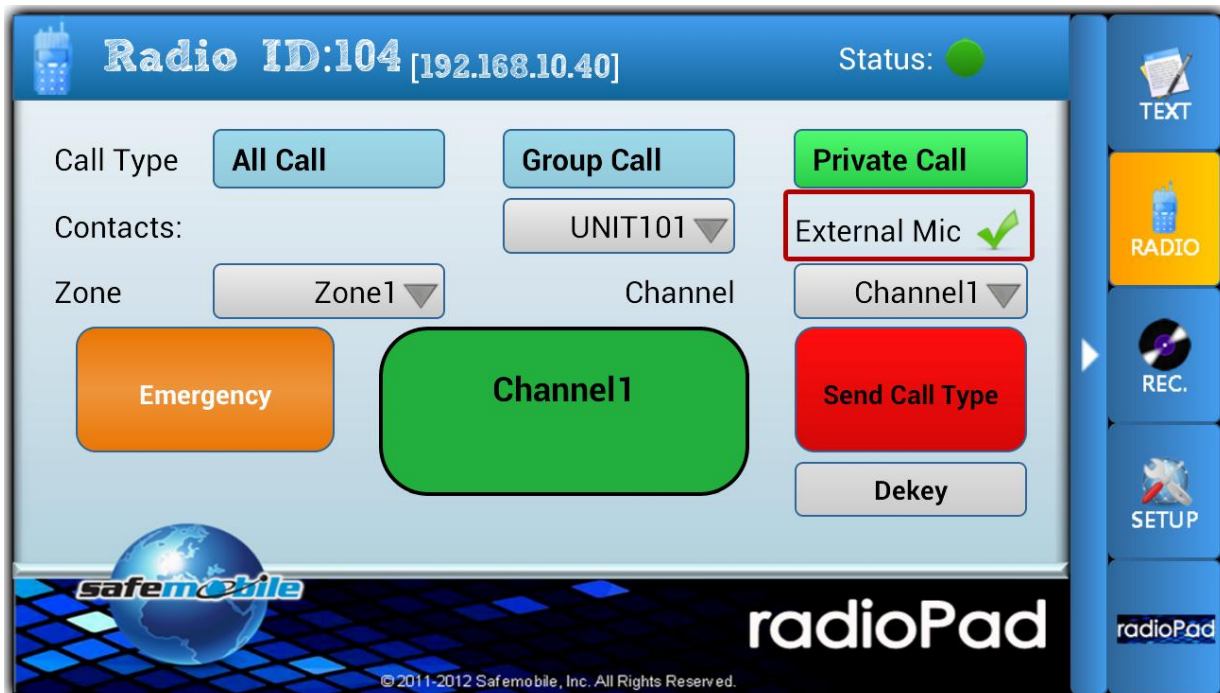 Radio ID:104 [192.168.10.40]
Status:
Call Type
All Call
Group Call
Private Call
Contacts:
UNIT101
External Mic
Zone
Zone1
Channel
Channel1
Emergency
Channel1
Send Call Type
Dekey
safemobile
radioPad
© 2011-2012 Safemobile, Inc. All Rights Reserved.
TEXT
RADIO
REC.
SETUP
radioPad